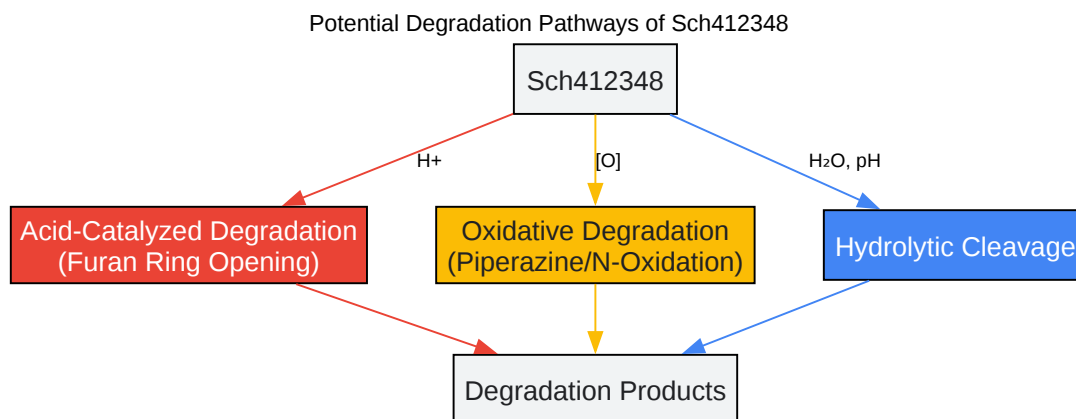 Potential Degradation Pathways of Sch412348
Sch412348
H+
[O]
H₂O, pH
Acid-Catalyzed Degradation
(Furan Ring Opening)
Oxidative Degradation
(Piperazine/N-Oxidation)
Hydrolytic Cleavage
Degradation Products